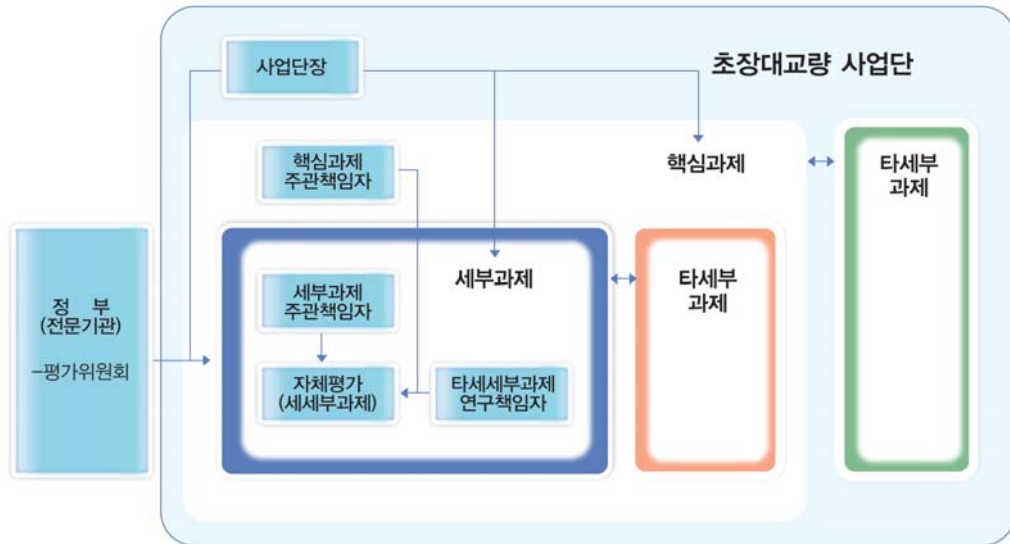 초장대교량 사업단
사업단장
핵심과제
주관책임자
핵심과제
타세부
과제
정 부
(전문기관)
–평가위원회
세부과제
세부과제
주관책임자
타세부
과제
자체평가
(세세부과제)
타세세부과제
연구책임자